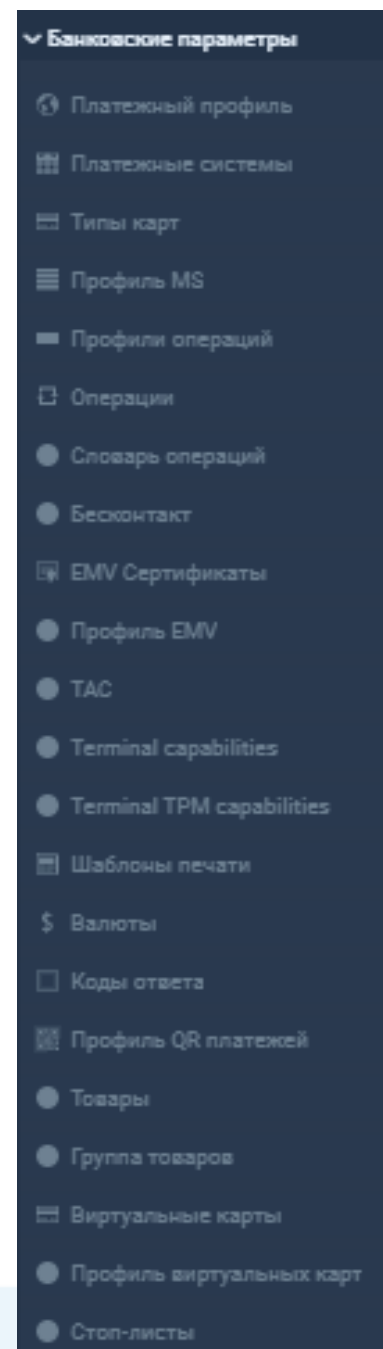 Банковские параметры
Платежный профиль
Платежные системы
Типы карт
Профиль MS
Профили операций
Операции
Словарь операций
Бесконтакт
EMV Сертификаты
Профиль EMV
TAC
Terminal capabilities
Terminal TPM capabilities
Шаблоны печати
$ Валюты
Коды ответа
Профиль QR платежей
Товары
Группа товаров
Виртуальные карты
Профиль виртуальных карт
Стоп-листы